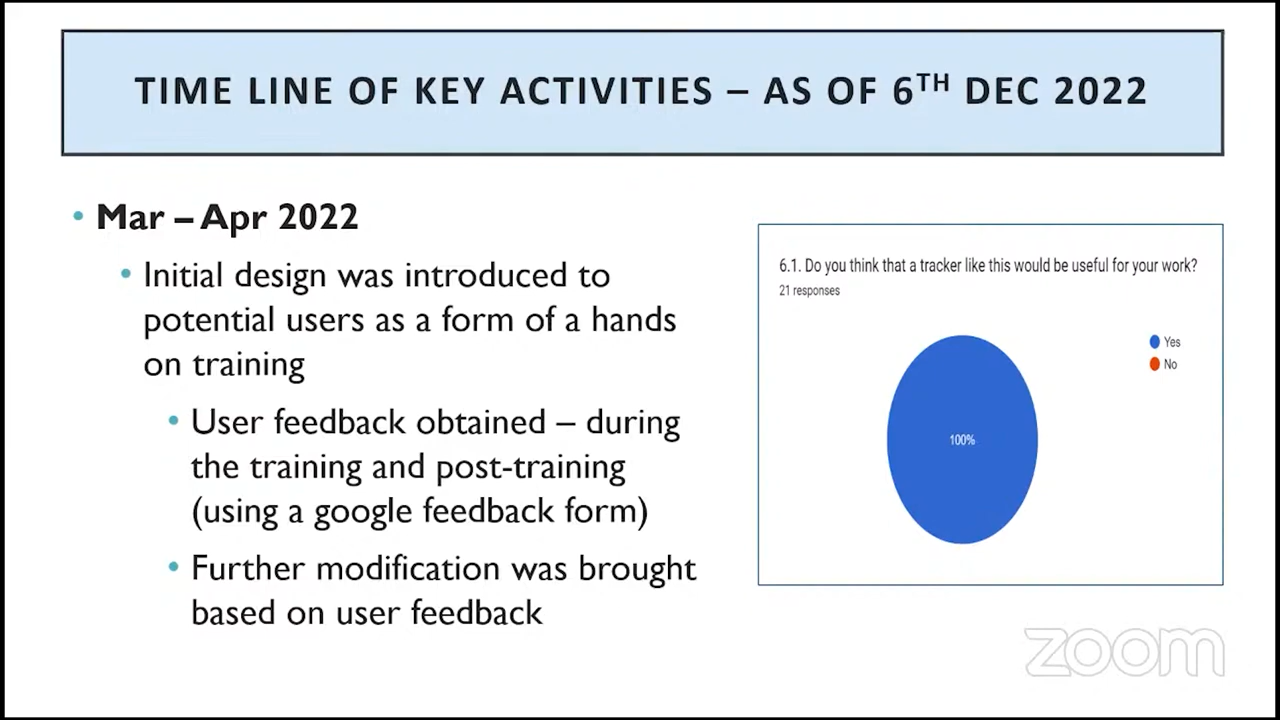 TIME LINE OF KEY ACTIVITIES – AS OF 6TH DEC 2022
• Mar – Apr 2022
• Initial design was introduced to
potential users as a form of a hands
on training
• User feedback obtained – during
the training and post-training
(using a google feedback form)
• Further modification was brought
based on user feedback
6.1. Do you think that a tracker like this would be useful for your work?
21 responses
Yes
No
100%
zoom